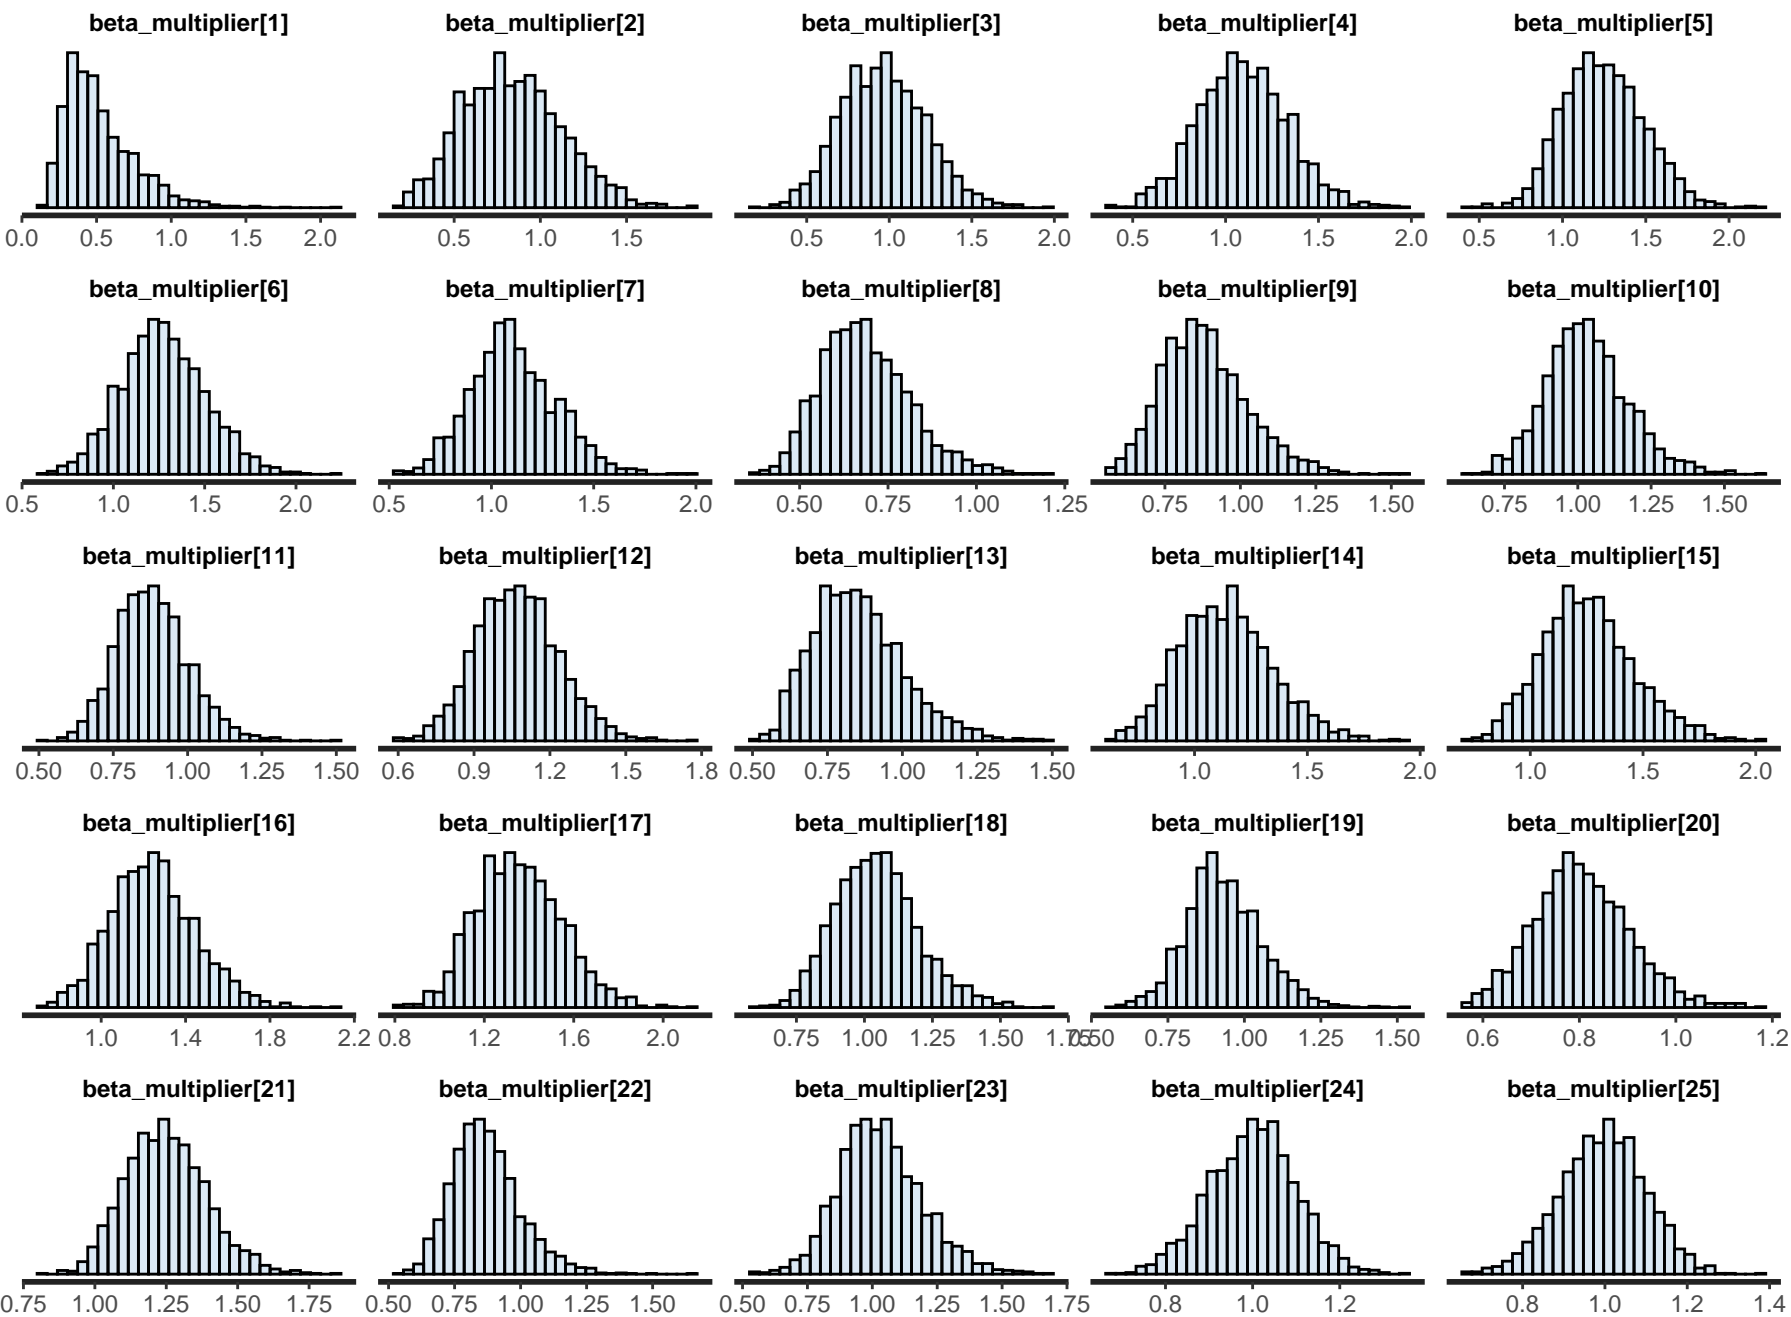 beta_multiplier[1] beta_multiplier[2] beta_multiplier[3] beta_multiplier[4] beta_multiplier[5]
0.0 0.5 1.0 1.5 2.0 0.5 1.0 1.5 0.5 1.0 1.5 2.0 0.5 1.0 1.5 2.0 0.5 1.0 1.5 2.0
beta_multiplier[6] beta_multiplier[7] beta_multiplier[8] beta_multiplier[9] beta_multiplier[10]
0.5 1.0 1.5 2.0 0.5 1.0 1.5 2.0 0.50 0.75 1.00 1.25 0.75 1.00 1.25 1.50 0.75 1.00 1.25 1.50
beta_multiplier[11] beta_multiplier[12] beta_multiplier[13] beta_multiplier[14] beta_multiplier[15]
0.50 0.75 1.00 1.25 1.50 0.6 0.9 1.2 1.5 1.8 0.50 0.75 1.00 1.25 1.50 1.0 1.5 2.0 1.0 1.5 2.0
beta_multiplier[16] beta_multiplier[17] beta_multiplier[18] beta_multiplier[19] beta_multiplier[20]
1.0 1.4 1.8 2.2 0.8 1.2 1.6 2.0 0.75 1.00 1.25 1.50 1.75 0.50 0.75 1.00 1.25 1.50 0.6 0.8 1.0 1.2
beta_multiplier[21] beta_multiplier[22] beta_multiplier[23] beta_multiplier[24] beta_multiplier[25]
0.75 1.00 1.25 1.50 1.75 0.50 0.75 1.00 1.25 1.50 0.50 0.75 1.00 1.25 1.50 1.75 0.8 1.0 1.2 0.8 1.0 1.2 1.4